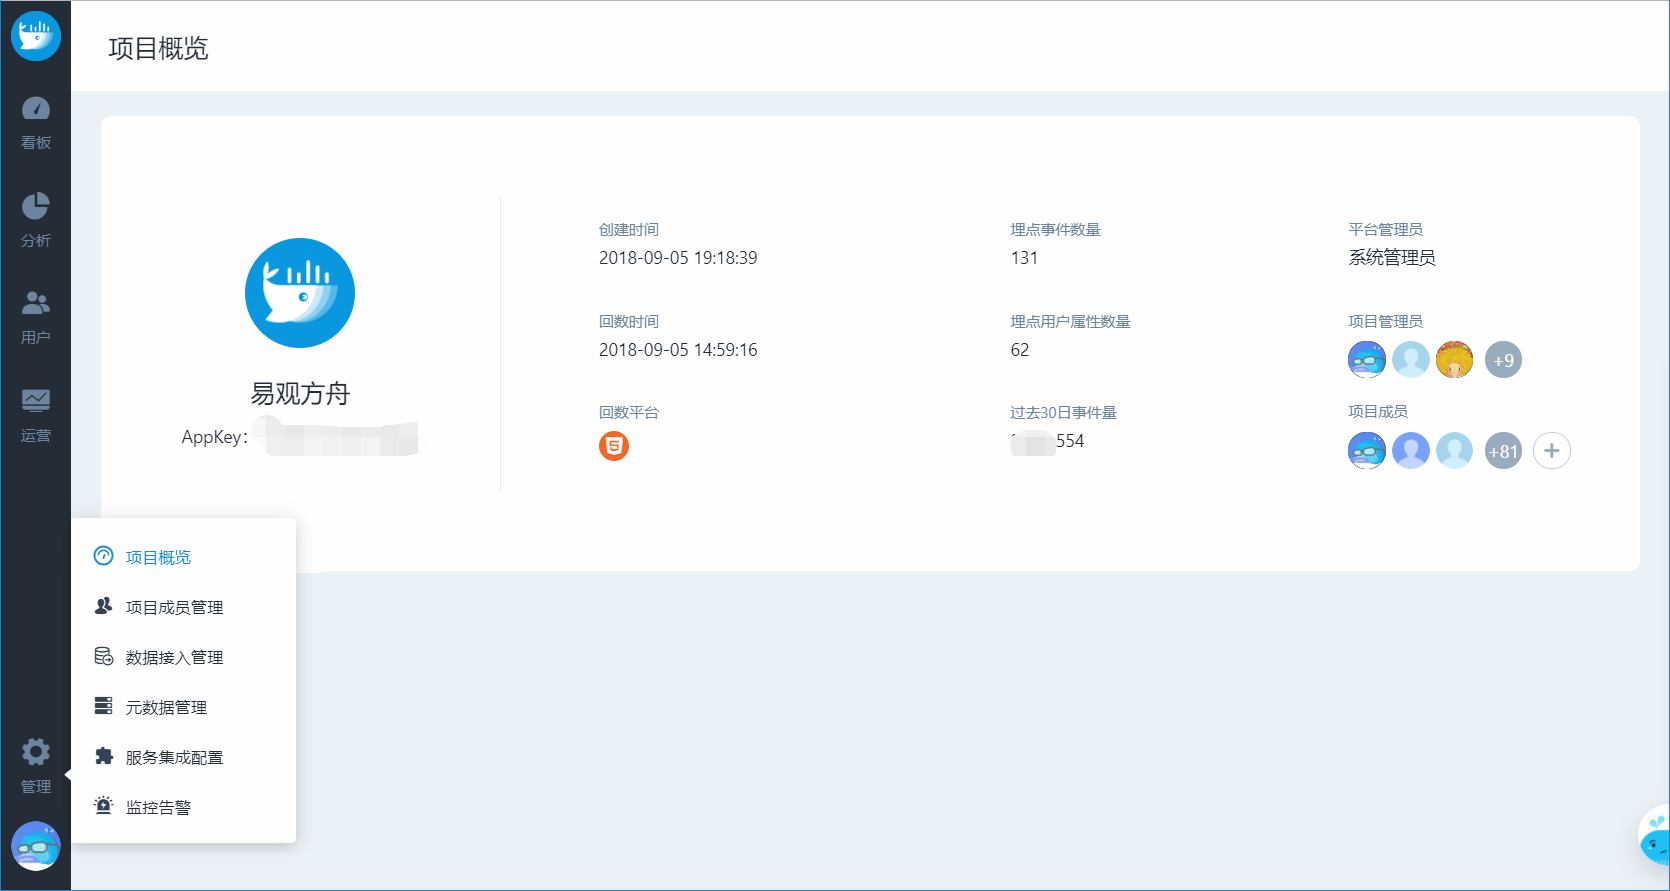 项目概览
看板
分析
用户
运营
管理
易观方舟
AppKey：
创建时间
2018-09-05 19:18:39
回数时间
2018-09-05 14:59:16
回数平台
埋点事件数量
131
埋点用户属性数量
62
过去30日事件量
554
平台管理员
系统管理员
项目管理员
+9
项目成员
+81
项目概览
项目成员管理
数据接入管理
元数据管理
服务集成配置
监控告警